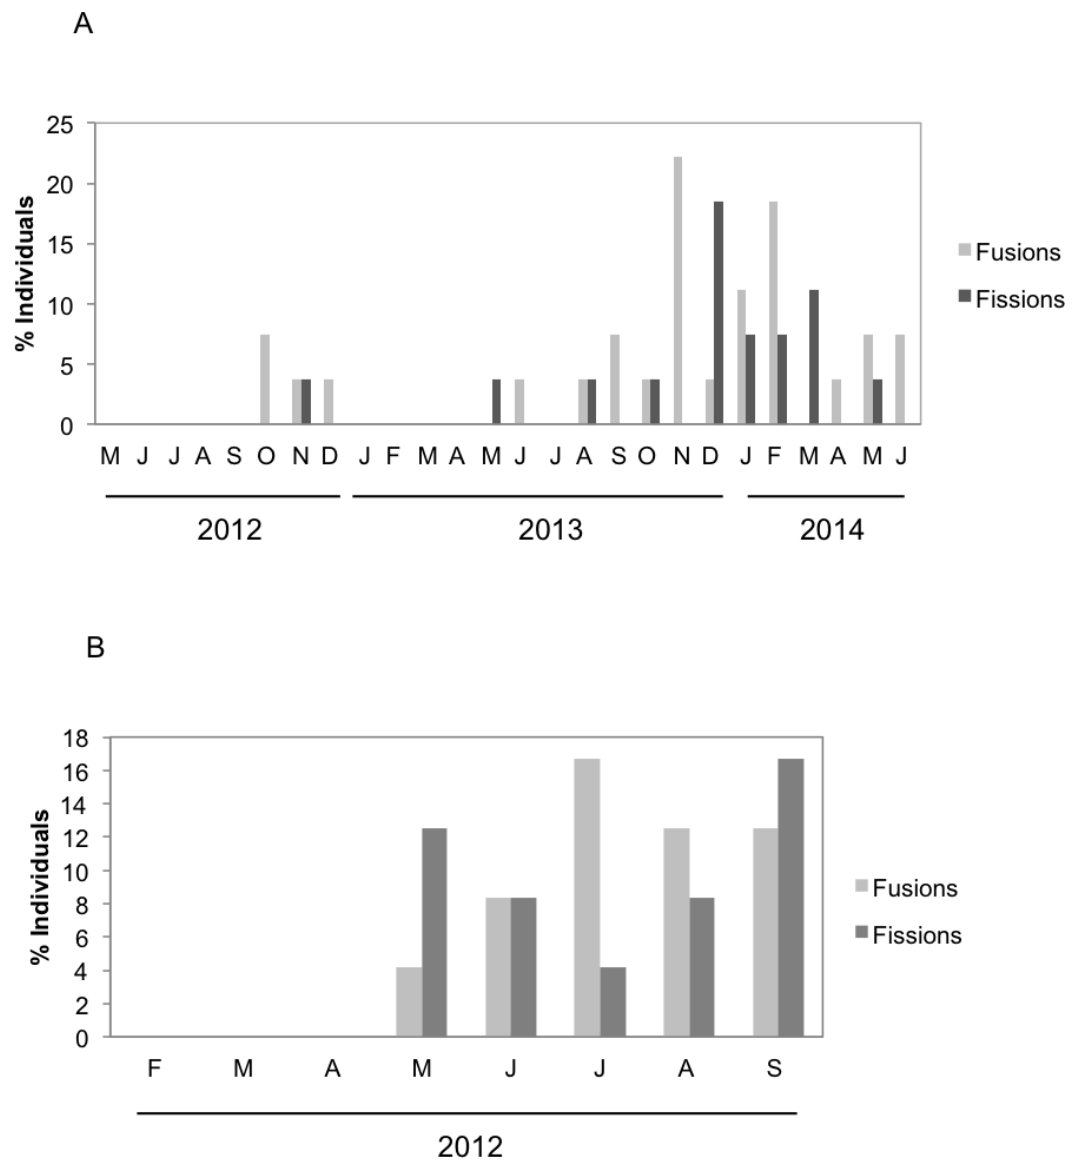 A
25
20
15
10
5
0
% Individuals
Fusions
Fissions
M J J A S O N D J F M A M J J A S O N D J F M A M J
2012 2013 2014
B
18
16
14
12
10
8
6
4
2
0
% Individuals
Fusions
Fissions
F M A M J J A S
2012